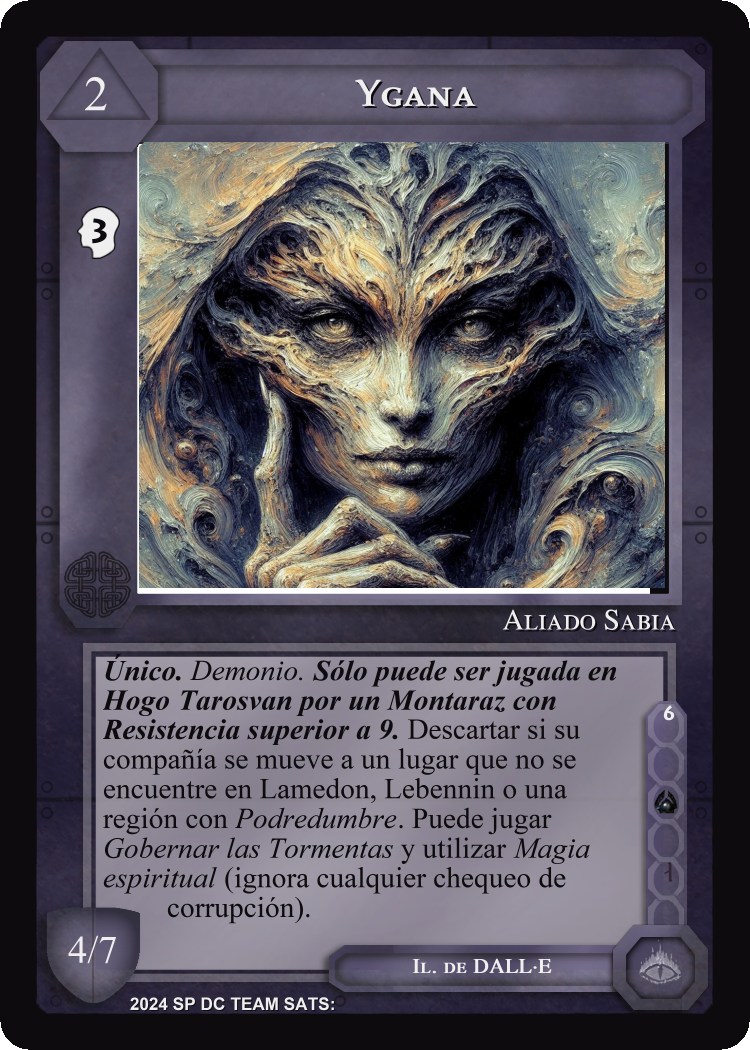 2
Ygana
3
Aliado Sabia
Único. Demonio. Sólo puede ser jugada en
Hogo Tarosvan por un Montaraz con
Resistencia superior a 9. Descartar si su
compañía se mueve a un lugar que no se
encuentre en Lamedon, Lebennin o una
región con Podredumbre. Puede jugar
Gobernar las Tormentas y utilizar Magia
espiritual (ignora cualquier chequeo de
corrupción).
6
1
4/7
Il. de DALL·E
2024 SP DC TEAM SATS: